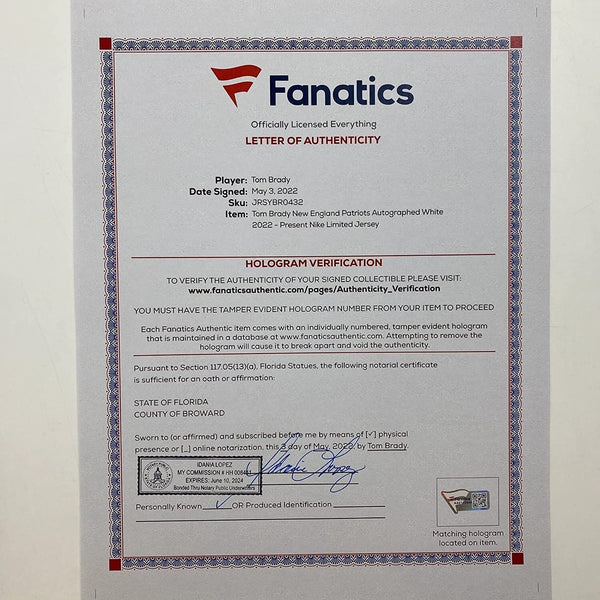 Fanatics
Officially Licensed Everything
LETTER OF AUTHENTICITY
Player: Tom Brady
Date Signed: May 3, 2022
Sku: JRSYBR0432
Item: Tom Brady New England Patriots Autographed White
2022 - Present Nike Limited Jersey
HOLOGRAM VERIFICATION
TO VERIFY THE AUTHENTICITY OF YOUR SIGNED COLLECTIBLE PLEASE VISIT:
www.fanaticsauthentic.com/pages/Authenticity_Verification
YOU MUST HAVE THE TAMPER EVIDENT HOLOGRAM NUMBER FROM YOUR ITEM TO PROCEED
Each Fanatics Authentic item comes with an individually numbered, tamper evident hologram
that is maintained in a database at www.fanaticsauthentic.com. Attempting to remove the
hologram will cause it to break apart and void the authenticity.
Pursuant to Section 117.05(13)(a), Florida Statues, the following notarial certificate
is sufficient for an oath or affirmation:
STATE OF FLORIDA
COUNTY OF BROWARD
Sworn to (or affirmed) and subscribed before me by means of [✓] physical
presence or [_] online notarization, this 3 day of May, 2022, by Tom Brady.
IDANIA LOPEZ
MY COMMISSION # HH
EXPIRES: June 10, 2024
Bonded Thru Notary Public Underwriters
Personally Known ✓ OR Produced Identification
Matching hologram
located on item.